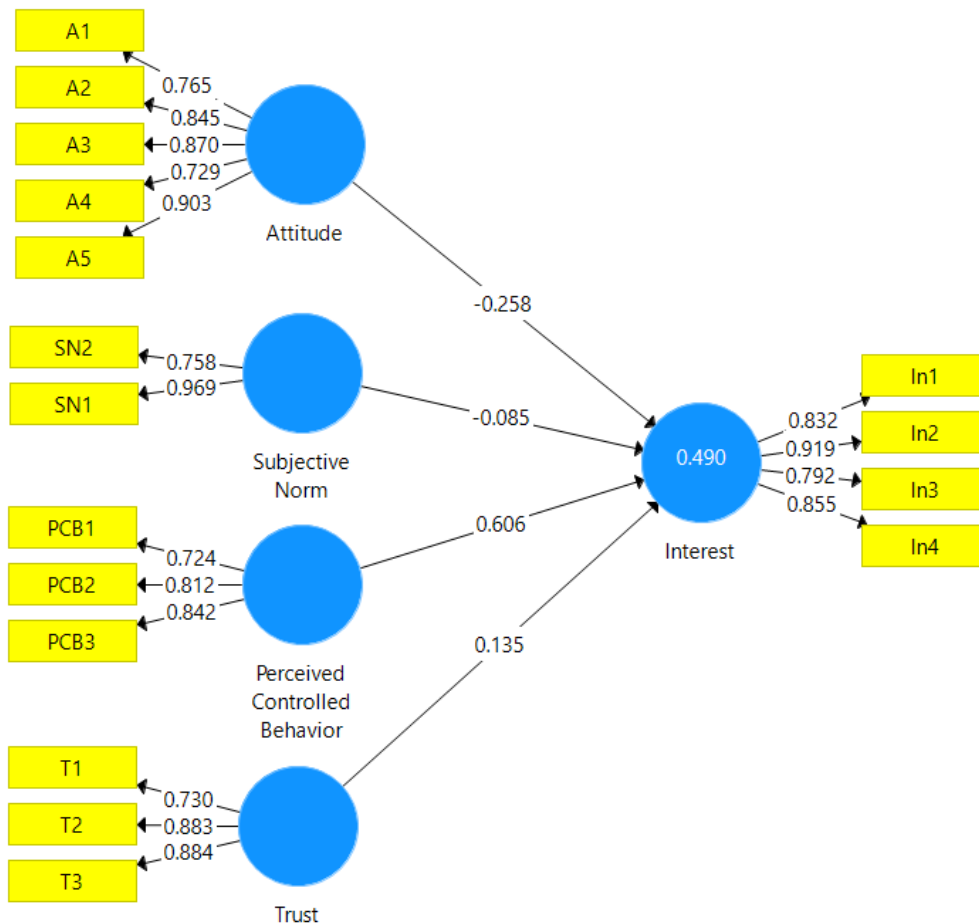 A1
A2
A3
A4
A5
0.765
0.845
0.870
0.729
0.903
Attitude
-0.258
SN2
SN1
0.758
0.969
Subjective
Norm
-0.085
PCB1
PCB2
PCB3
0.724
0.812
0.842
Perceived
Controlled
Behavior
0.606
T1
T2
T3
0.730
0.883
0.884
Trust
0.135
0.490
Interest
0.832
0.919
0.792
0.855
In1
In2
In3
In4